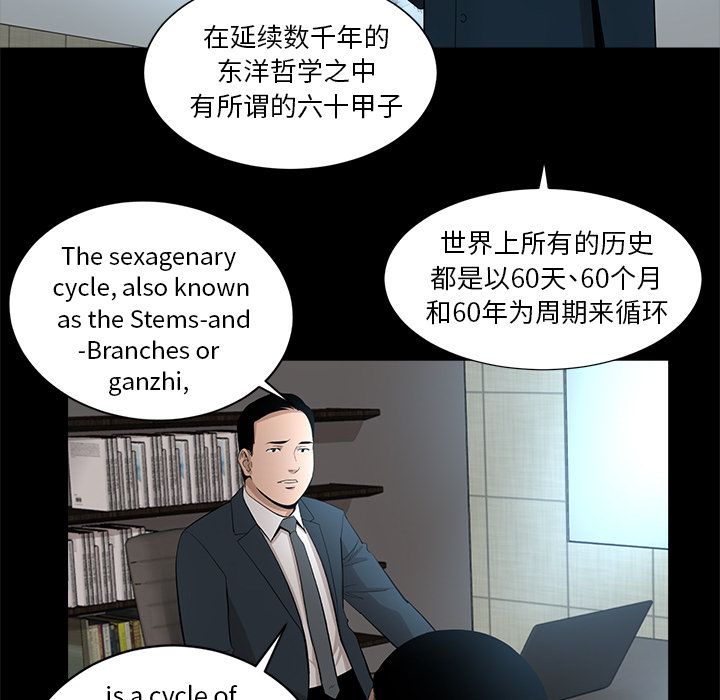 在延续数千年的
东洋哲学之中
有所谓的六十甲子
世界上所有的历史
都是以60天、60个月
和60年为周期来循环
The sexagenary
cycle, also known
as the Stems-and
-Branches or
ganzhi,
is a cycle of